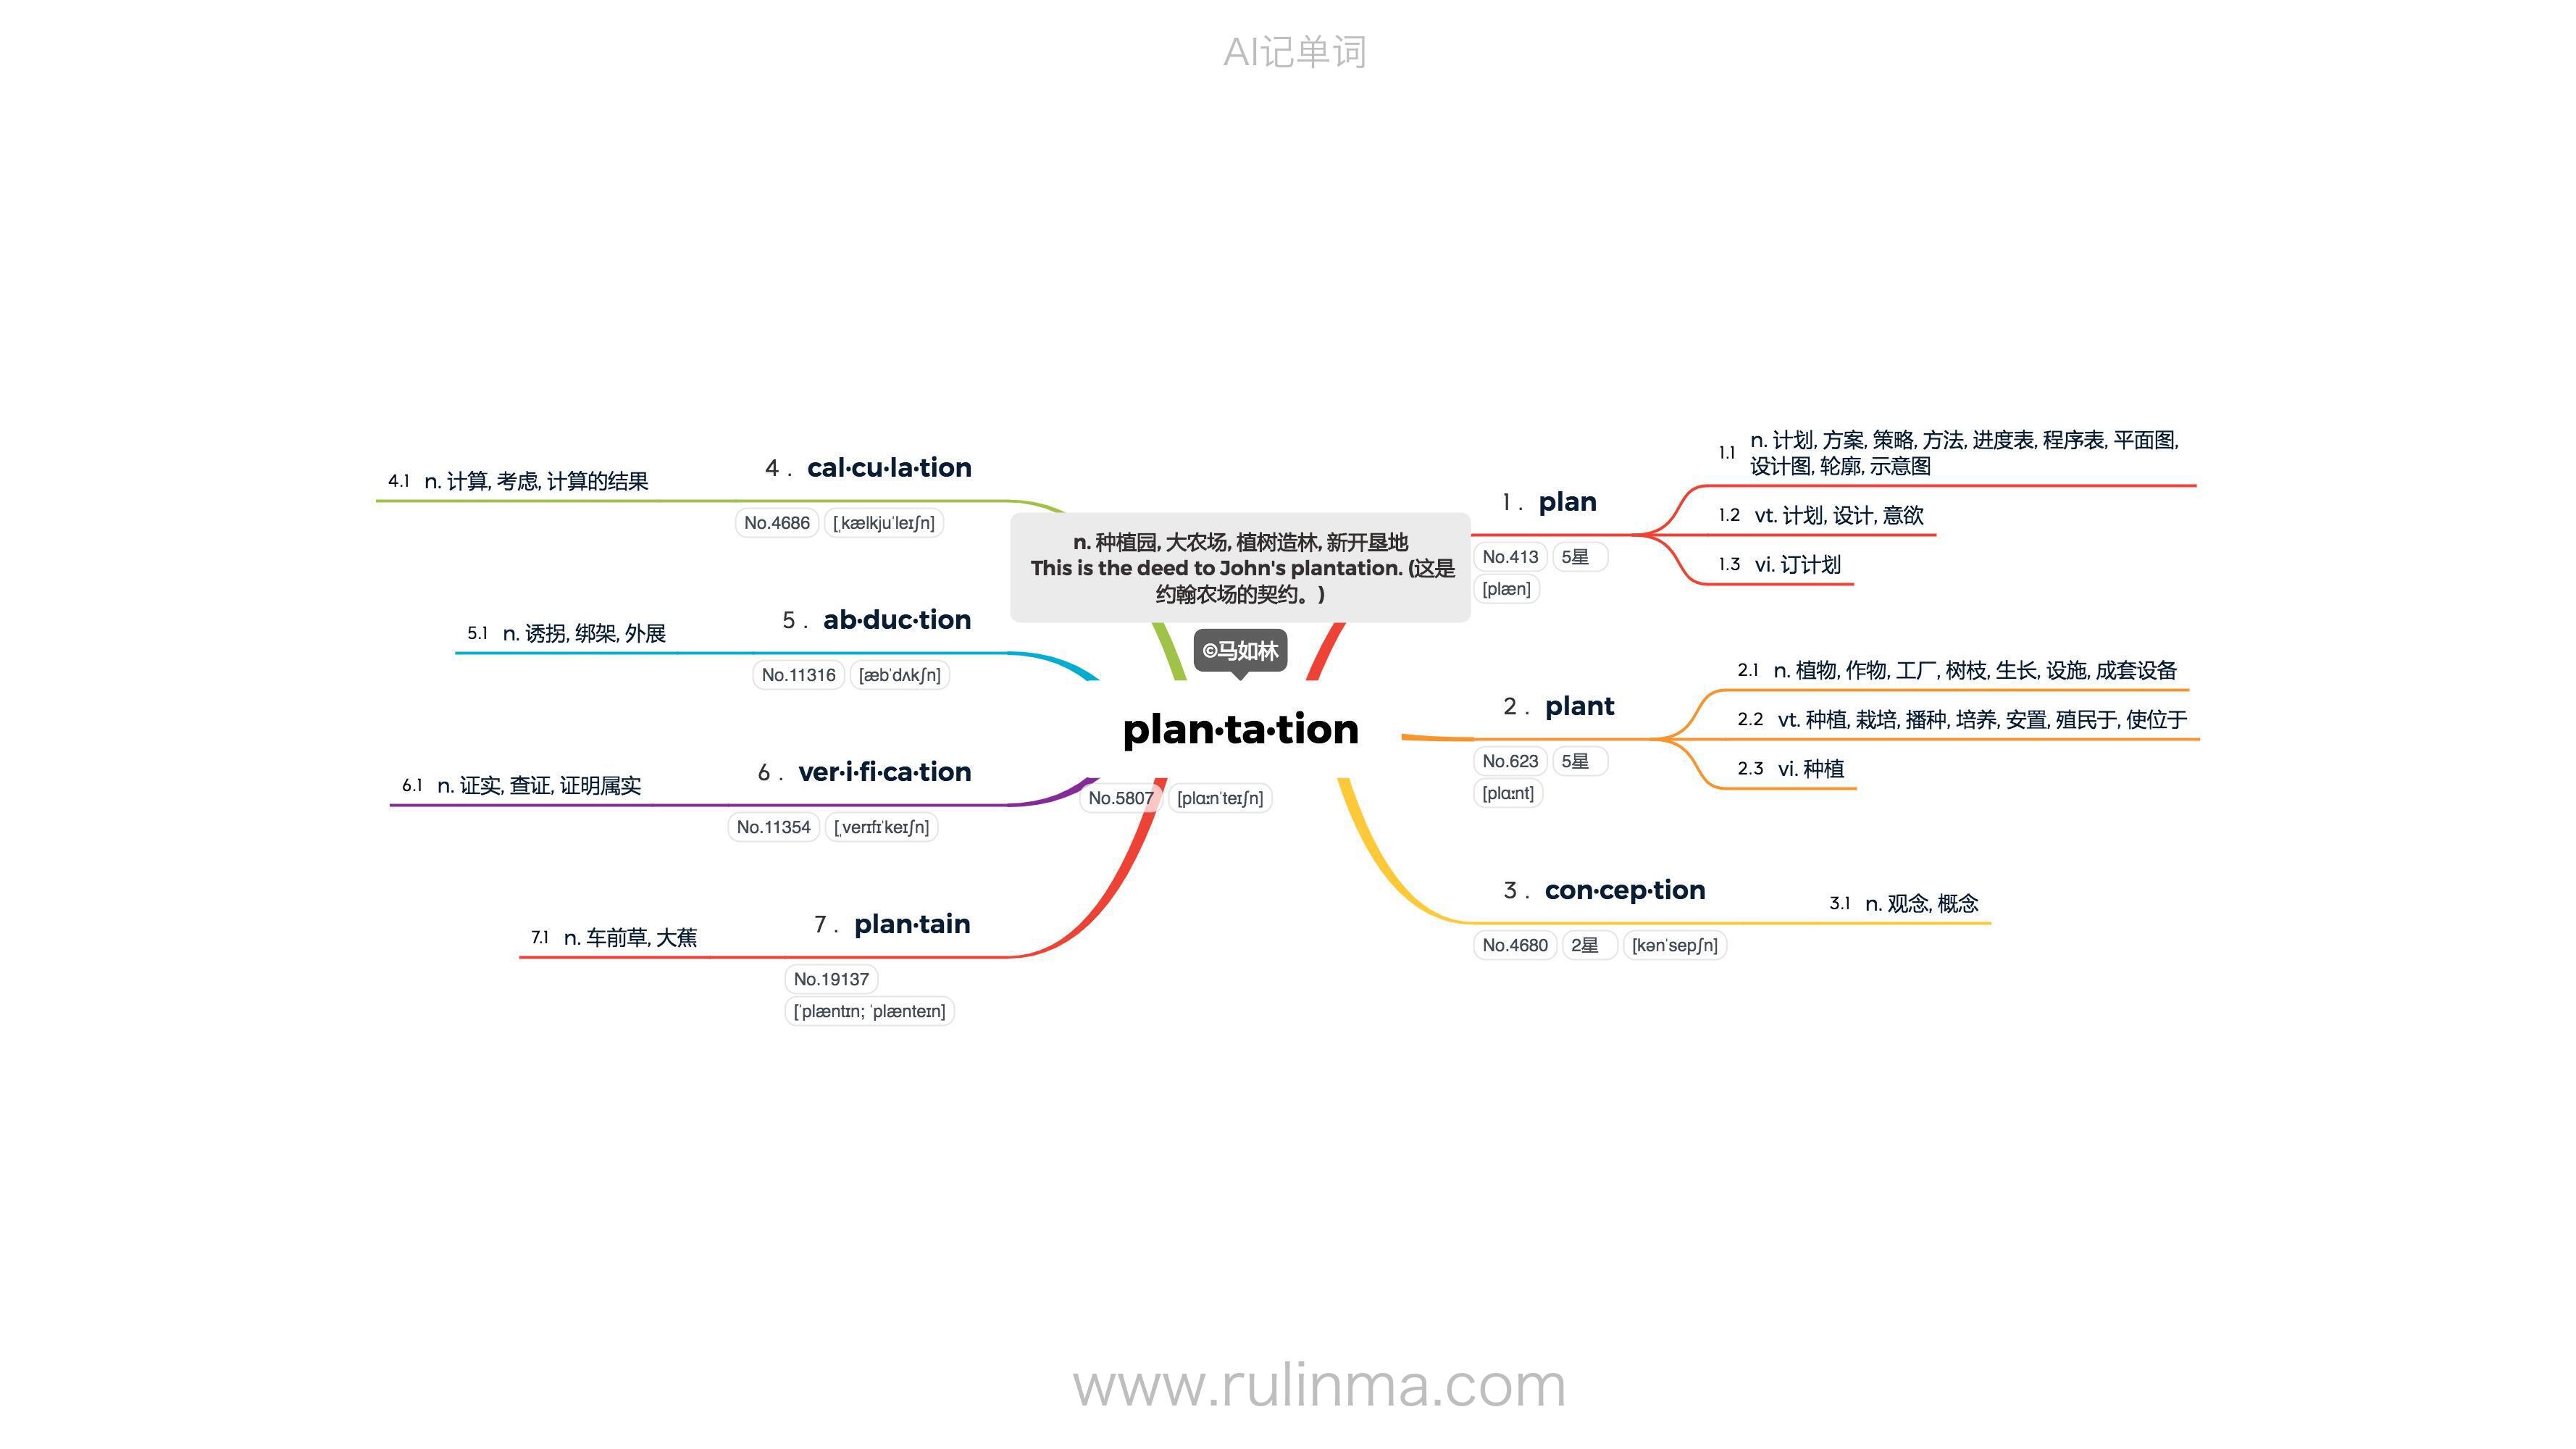 AI记单词
n. 种植园, 大农场, 植树造林, 新开垦地
This is the deed to John's plantation. (这是
约翰农场的契约。)
©马如林
plan·ta·tion
No.5807 [plɑːnˈteɪʃn]
1 . plan
No.413 5星
[plæn]
1.1 n. 计划, 方案, 策略, 方法, 进度表, 程序表, 平面图,
设计图, 轮廓, 示意图
1.2 vt. 计划, 设计, 意欲
1.3 vi. 订计划
2 . plant
No.623 5星
[plɑːnt]
2.1 n. 植物, 作物, 工厂, 树枝, 生长, 设施, 成套设备
2.2 vt. 种植, 栽培, 播种, 培养, 安置, 殖民于, 使位于
2.3 vi. 种植
3 . con·cep·tion
No.4680 2星 [kənˈsepʃn]
3.1 n. 观念, 概念
4 . cal·cu·la·tion
No.4686 [ˌkælkjuˈleɪʃn]
4.1 n. 计算, 考虑, 计算的结果
5 . ab·duc·tion
No.11316 [æbˈdʌkʃn]
5.1 n. 诱拐, 绑架, 外展
6 . ver·i·fi·ca·tion
No.11354 [ˌverɪfɪˈkeɪʃn]
6.1 n. 证实, 查证, 证明属实
7 . plan·tain
No.19137
[ˈplæntɪn; ˈplænteɪn]
7.1 n. 车前草, 大蕉
www.rulinma.com